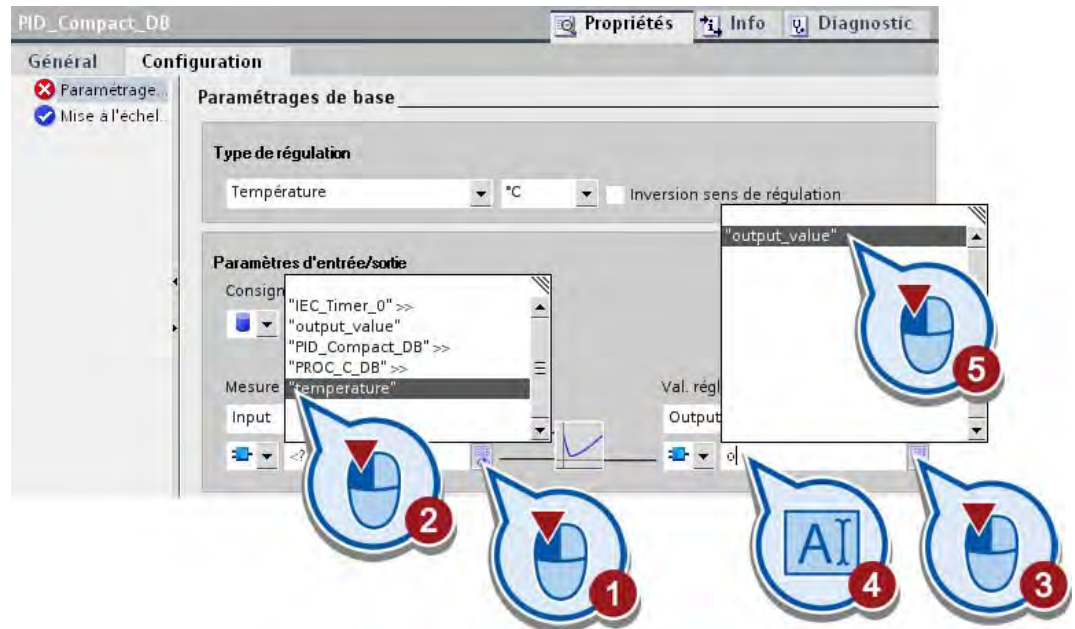 PID_Compact_DB
Propriétés
Info
Diagnostic
Général
Configuration
Paramétrage...
Mise à l'échel...
Paramétrages de base
Type de régulation
Température
°C
Inversion sens de régulation
"output_value"
Paramètres d'entrée/sortie
Consign
"IEC_Timer_0" >>
"output_value"
"PID_Compact_DB" >>
"PROC_C_DB" >>
"temperature"
Mesure
Val. régl
Input
Output
<?
o
5
2
1
A
4
3